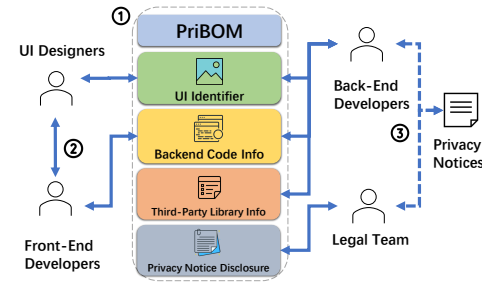 ①
PriBOM
UI Designers
UI Identifier
Back-End
Developers
②
Backend Code Info
③
Privacy
Notices
Third-Party Library Info
Front-End
Developers
Legal Team
Privacy Notice Disclosure